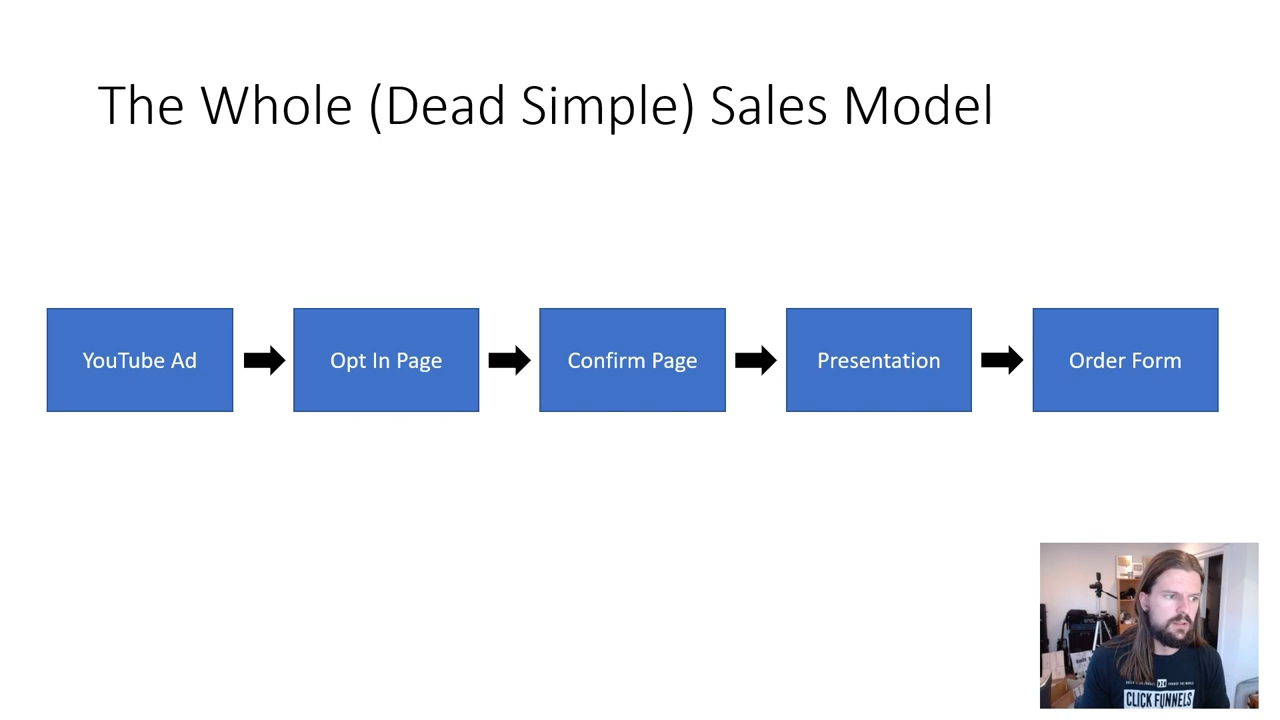 The Whole (Dead Simple) Sales Model
YouTube Ad
Opt In Page
Confirm Page
Presentation
Order Form
CLICK FUNNELS